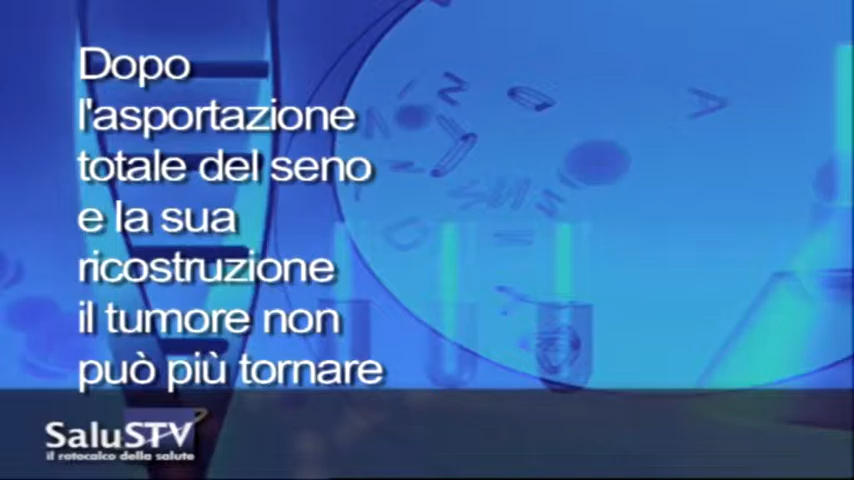 Dopo
l'asportazione
totale del seno
e la sua
ricostruzione
il tumore non
può più tornare
SaluSTV
il rotocalco della salute